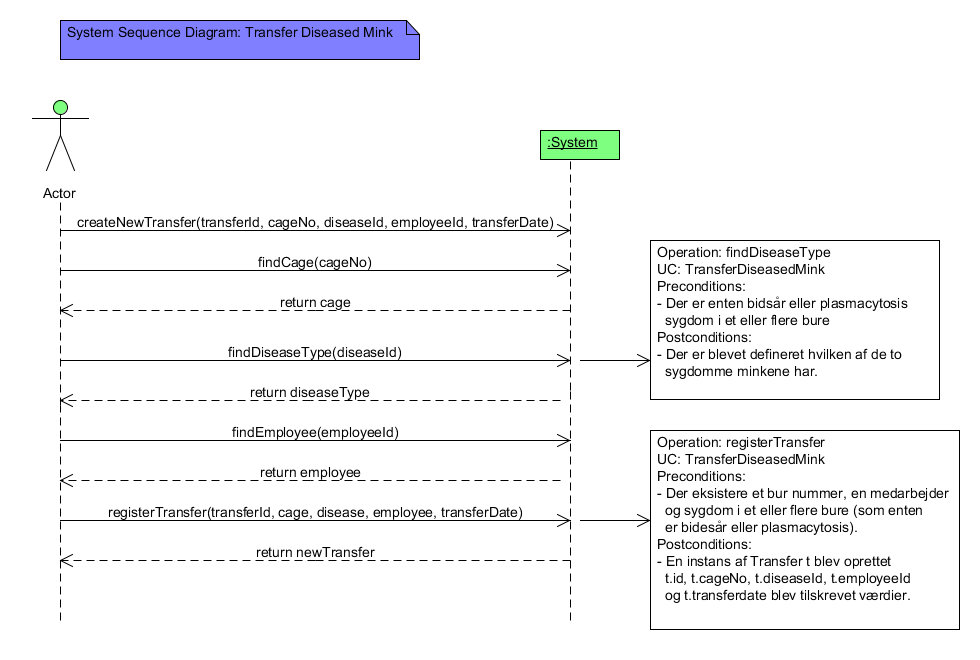 System Sequence Diagram: Transfer Diseased Mink
:System
Actor
createNewTransfer(transferId, cageNo, diseaseId, employeeId, transferDate)
findCage(cageNo)
return cage
findDiseaseType(diseaseId)
return diseaseType
findEmployee(employeeId)
return employee
registerTransfer(transferId, cage, disease, employee, transferDate)
return newTransfer
Operation: findDiseaseType
UC: TransferDiseasedMink
Preconditions:
- Der er enten bidsår eller plasmacytosis
sygdom i et eller flere bure
Postconditions:
- Der er blevet defineret hvilken af de to
sygdomme minkene har.
Operation: registerTransfer
UC: TransferDiseasedMink
Preconditions:
- Der eksistere et bur nummer, en medarbejder
og sygdom i et eller flere bure (som enten
er bidesår eller plasmacytosis).
Postconditions:
- En instans af Transfer t blev oprettet
t.id, t.cageNo, t.diseaseId, t.employeeId
og t.transferdate blev tilskrevet værdier.